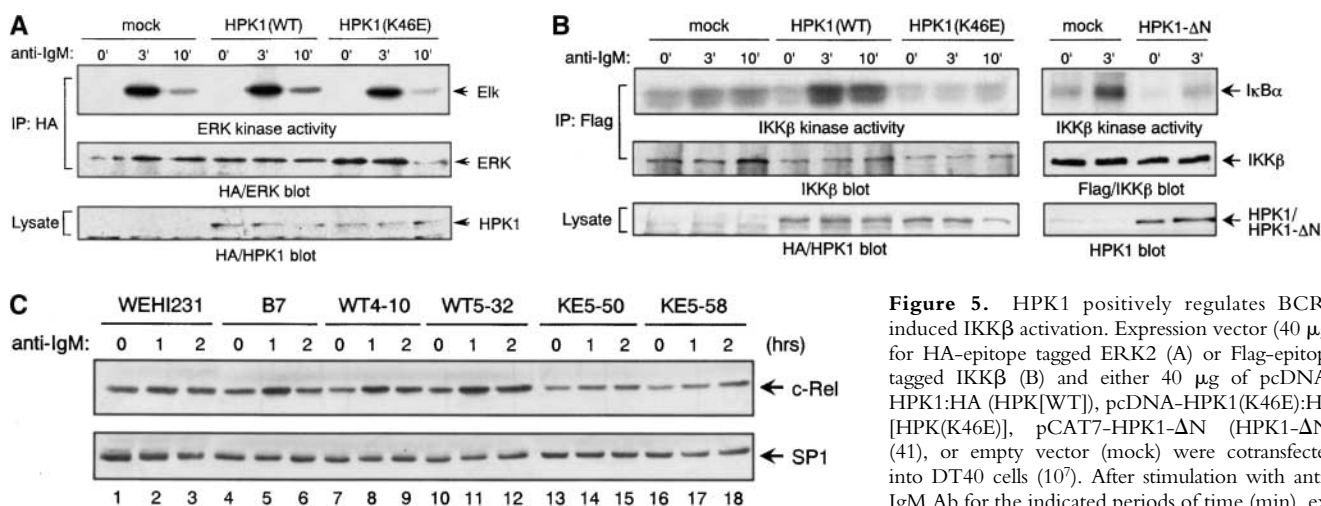 A
mock HPK1(WT) HPK1(K46E)
anti-IgM: 0' 3' 10' 0' 3' 10' 0' 3' 10'
Elk
IP: HA
ERK kinase activity
ERK
HA/ERK blot
Lysate
HPK1
HA/HPK1 blot
B
mock HPK1(WT) HPK1(K46E) mock HPK1-ΔN
anti-IgM: 0' 3' 10' 0' 3' 10' 0' 3' 10' 0' 3' 0' 3'
IκBα
IP: Flag
IKKβ kinase activity IKKβ kinase activity
IKKβ
IKKβ blot Flag/IKKβ blot
Lysate
HPK1/
HPK1-ΔN
HA/HPK1 blot HPK1 blot
C
WEHI231 B7 WT4-10 WT5-32 KE5-50 KE5-58
anti-IgM: 0 1 2 0 1 2 0 1 2 0 1 2 0 1 2 0 1 2 (hrs)
c-Rel
SP1
1 2 3 4 5 6 7 8 9 10 11 12 13 14 15 16 17 18
Figure 5. HPK1 positively regulates BCR
induced IKKβ activation. Expression vector (40 μg
for HA-epitope tagged ERK2 (A) or Flag-epitop
tagged IKKβ (B) and either 40 μg of pcDNA
HPK1:HA (HPK[WT]), pcDNA-HPK1(K46E):H
[HPK(K46E)], pCAT7-HPK1-ΔN (HPK1-ΔN
(41), or empty vector (mock) were cotransfecte
into DT40 cells (10⁷). After stimulation with anti
IgM Ab for the indicated periods of time (min), ex